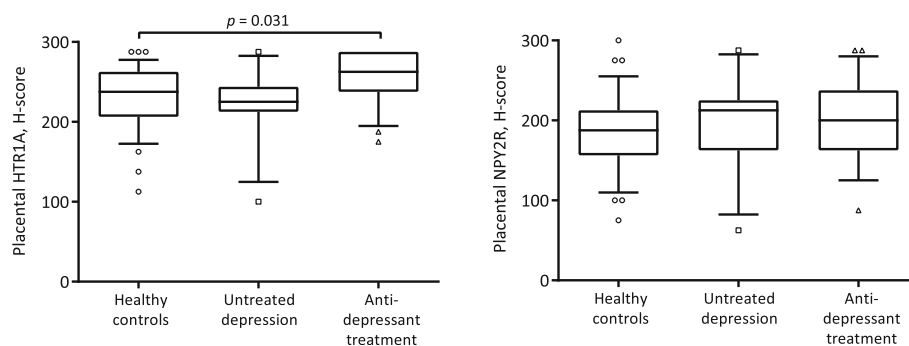 p = 0.031
Placental HTR1A, H-score
300
200
100
0
Healthy
controls
Untreated
depression
Anti-
depressant
treatment
Placental NPY2R, H-score
300
200
100
0
Healthy
controls
Untreated
depression
Anti-
depressant
treatment